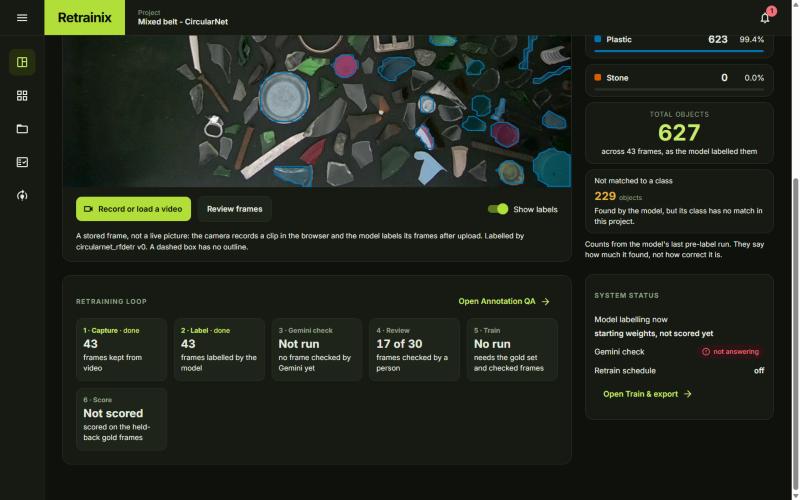 Retrainix
Project
Mixed belt - CircularNet
1
Plastic 623 99.4%
Stone 0 0.0%
TOTAL OBJECTS
627
across 43 frames, as the model labelled them
Not matched to a class
229 objects
Found by the model, but its class has no match in
this project.
Counts from the model's last pre-label run. They say
how much it found, not how correct it is.
Record or load a video
Review frames
Show labels
A stored frame, not a live picture: the camera records a clip in the browser and the model labels its frames after upload. Labelled by
circularnet_rfdetr v0. A dashed box has no outline.
RETRAINING LOOP
Open Annotation QA →
1 · Capture · done
43
frames kept from
video
2 · Label · done
43
frames labelled by the
model
3 · Gemini check
Not run
no frame checked by
Gemini yet
4 · Review
17 of 30
frames checked by a
person
5 · Train
No run
needs the gold set
and checked frames
6 · Score
Not scored
scored on the held-
back gold frames
SYSTEM STATUS
Model labelling now
starting weights, not scored yet
Gemini check not answering
Retrain schedule off
Open Train & export →